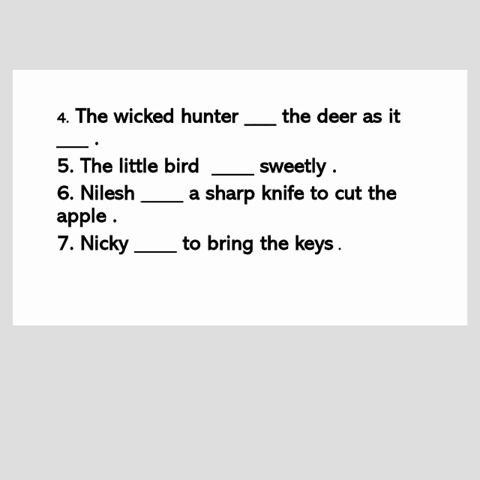 4. The wicked hunter ___ the deer as it
___ .
5. The little bird ____ sweetly .
6. Nilesh ____ a sharp knife to cut the
apple .
7. Nicky ____ to bring the keys .